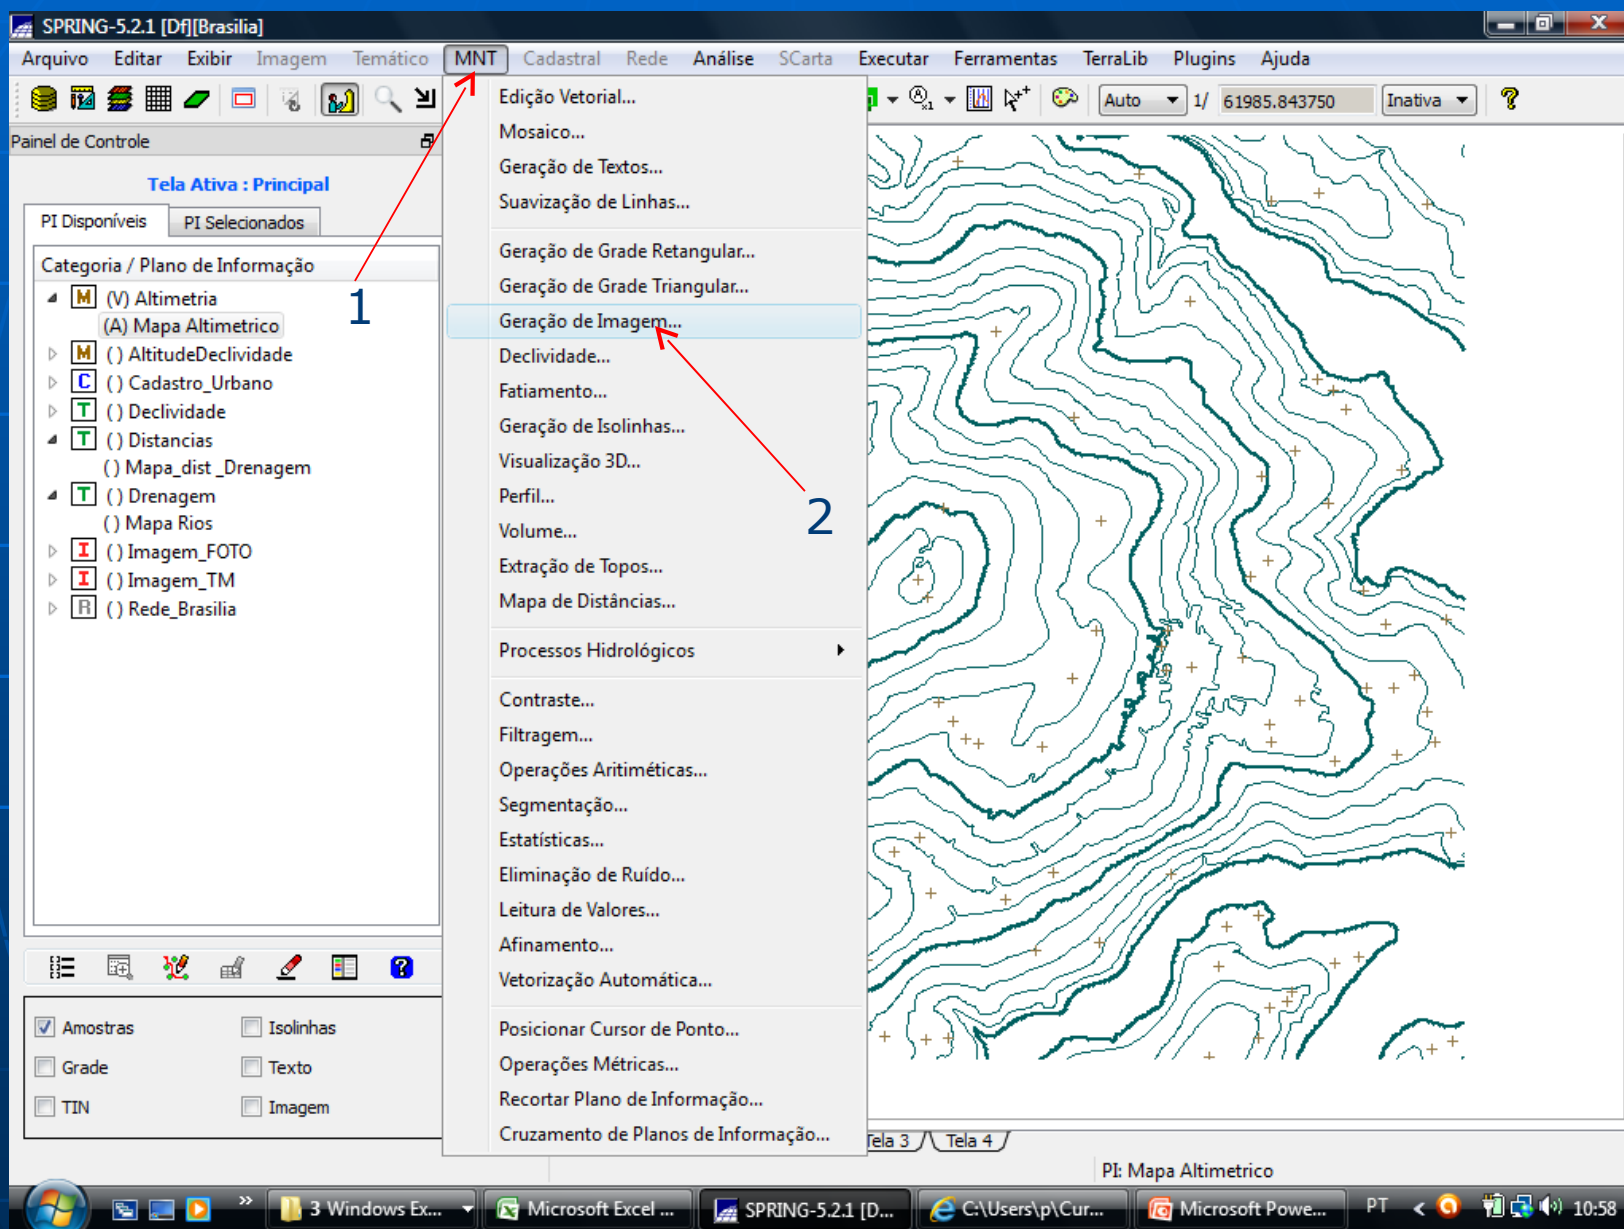 SPRING-5.2.1 [Df][Brasilia]
Arquivo Editar Exibir Imagem Temático MNT Cadastral Rede Análise SCarta Executar Ferramentas TerraLib Plugins Ajuda
Auto 1/ 61985.843750 Inativa
Painel de Controle
Tela Ativa : Principal
PI Disponíveis PI Selecionados
Categoria / Plano de Informação
M (V) Altimetria
(A) Mapa Altimetrico
M ( ) AltitudeDeclividade
C ( ) Cadastro_Urbano
T ( ) Declividade
T ( ) Distancias
( ) Mapa_dist _Drenagem
T ( ) Drenagem
( ) Mapa Rios
I ( ) Imagem_FOTO
I ( ) Imagem_TM
R ( ) Rede_Brasilia
1
Edição Vetorial...
Mosaico...
Geração de Textos...
Suavização de Linhas...
Geração de Grade Retangular...
Geração de Grade Triangular...
Geração de Imagem...
Declividade...
Fatiamento...
Geração de Isolinhas...
Visualização 3D...
Perfil...
Volume...
Extração de Topos...
Mapa de Distâncias...
Processos Hidrológicos
Contraste...
Filtragem...
Operações Aritiméticas...
Segmentação...
Estatísticas...
Eliminação de Ruído...
Leitura de Valores...
Afinamento...
Vetorização Automática...
Posicionar Cursor de Ponto...
Operações Métricas...
Recortar Plano de Informação...
Cruzamento de Planos de Informação...
2
Amostras Isolinhas
Grade Texto
TIN Imagem
Tela 3 Tela 4
PI: Mapa Altimetrico
3 Windows Ex... Microsoft Excel ... SPRING-5.2.1 [D... C:\Users\p\Cur... Microsoft Powe... PT 10:58